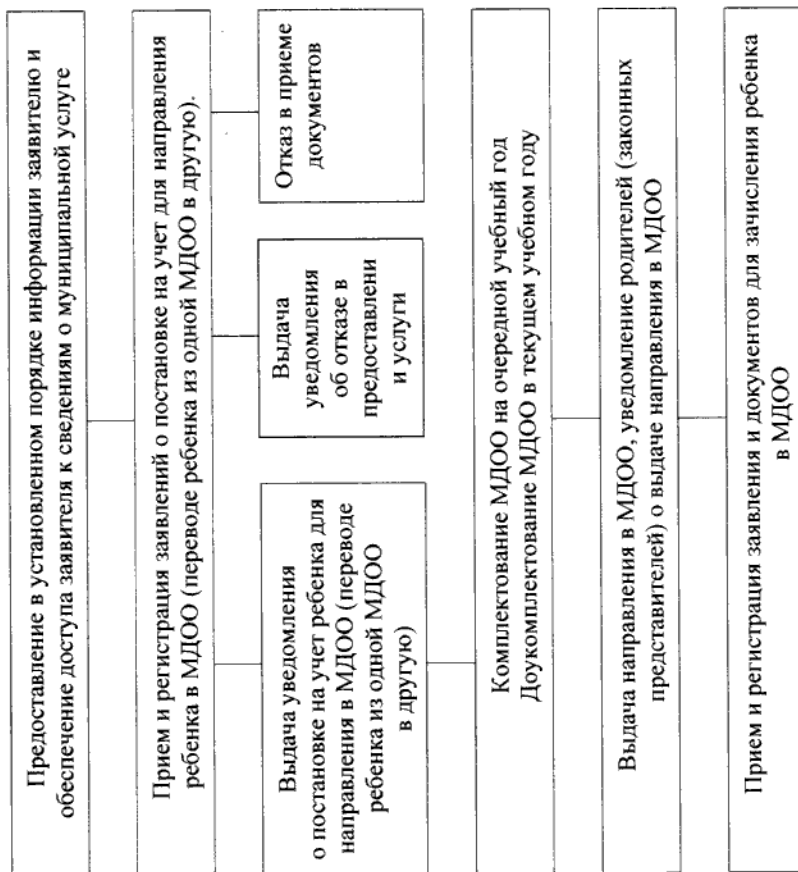 Предоставление в установленном порядке информации заявителю и
обеспечение доступа заявителя к сведениям о муниципальной услуге
Прием и регистрация заявлений о постановке на учет для направления
ребенка в МДОО (переводе ребенка из одной МДОО в другую).
Выдача уведомления
о постановке на учет ребенка для
направления в МДОО (переводе
ребенка из одной МДОО
в другую)
Выдача
уведомления
об отказе в
предоставлени
и услуги
Отказ в приеме
документов
Комплектование МДОО на очередной учебный год
Доукомплектование МДОО в текущем учебном году
Выдача направления в МДОО, уведомление родителей (законных
представителей) о выдаче направления в МДОО
Прием и регистрация заявления и документов для зачисления ребенка
в МДОО